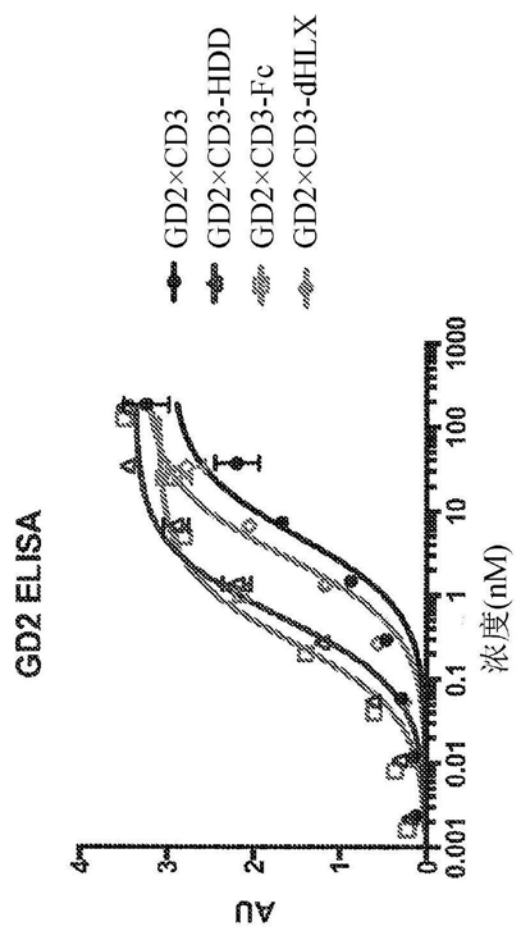 GD2 ELISA
AU
4
3
2
1
0
0.001
0.01
0.1
1
10
100
1000
浓度(nM)
GD2×CD3
GD2×CD3-HDD
GD2×CD3-Fc
GD2×CD3-dHLX